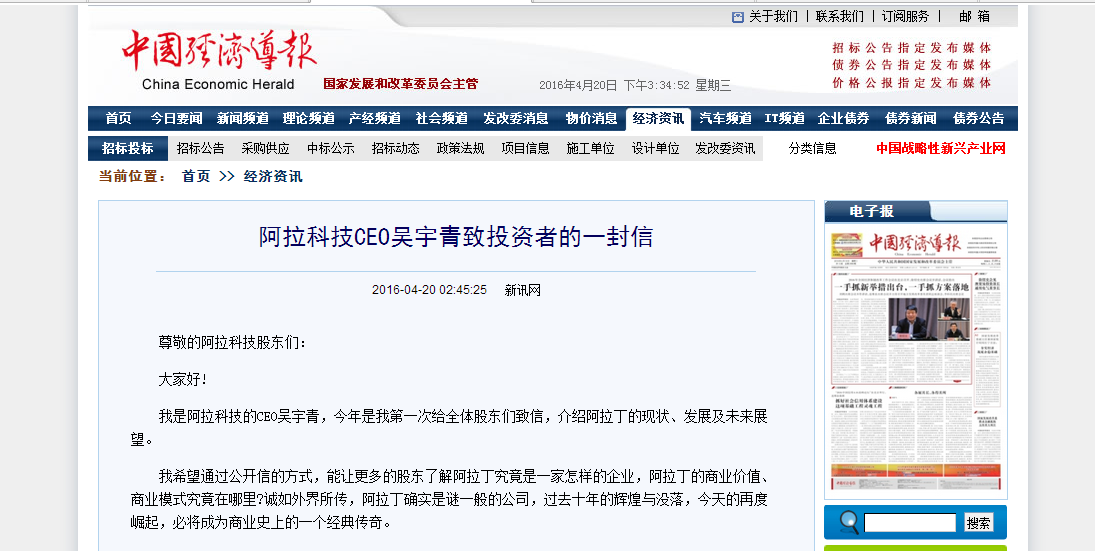 关于我们 | 联系我们 | 订阅服务 | 邮 箱
中国经济导报
China Economic Herald
国家发展和改革委员会主管
2016年4月20日 下午3:34:52 星期三
招标公告指定发布媒体
债券公告指定发布媒体
价格公报指定发布媒体
首页 今日要闻 新闻频道 理论频道 产经频道 社会频道 发改委消息 物价消息 经济资讯 汽车频道 IT频道 企业债券 债券新闻 债券公告
招标投标 招标公告 采购供应 中标公示 招标动态 政策法规 项目信息 施工单位 设计单位 发改委资讯 分类信息 中国战略性新兴产业网
当前位置： 首页 >> 经济资讯
阿拉科技CEO吴宇青致投资者的一封信
2016-04-20 02:45:25 新讯网
尊敬的阿拉科技股东们：
大家好！
我是阿拉科技的CEO吴宇青，今年是我第一次给全体股东们致信，介绍阿拉丁的现状、发展及未来展
望。
我希望通过公开信的方式，能让更多的股东了解阿拉丁究竟是一家怎样的企业，阿拉丁的商业价值、
商业模式究竟在哪里?诚如外界所传，阿拉丁确实是谜一般的公司，过去十年的辉煌与没落，今天的再度
崛起，必将成为商业史上的一个经典传奇。
电子报
中国经济导报
一手抓新举措出台，一手抓方案落地
搜索